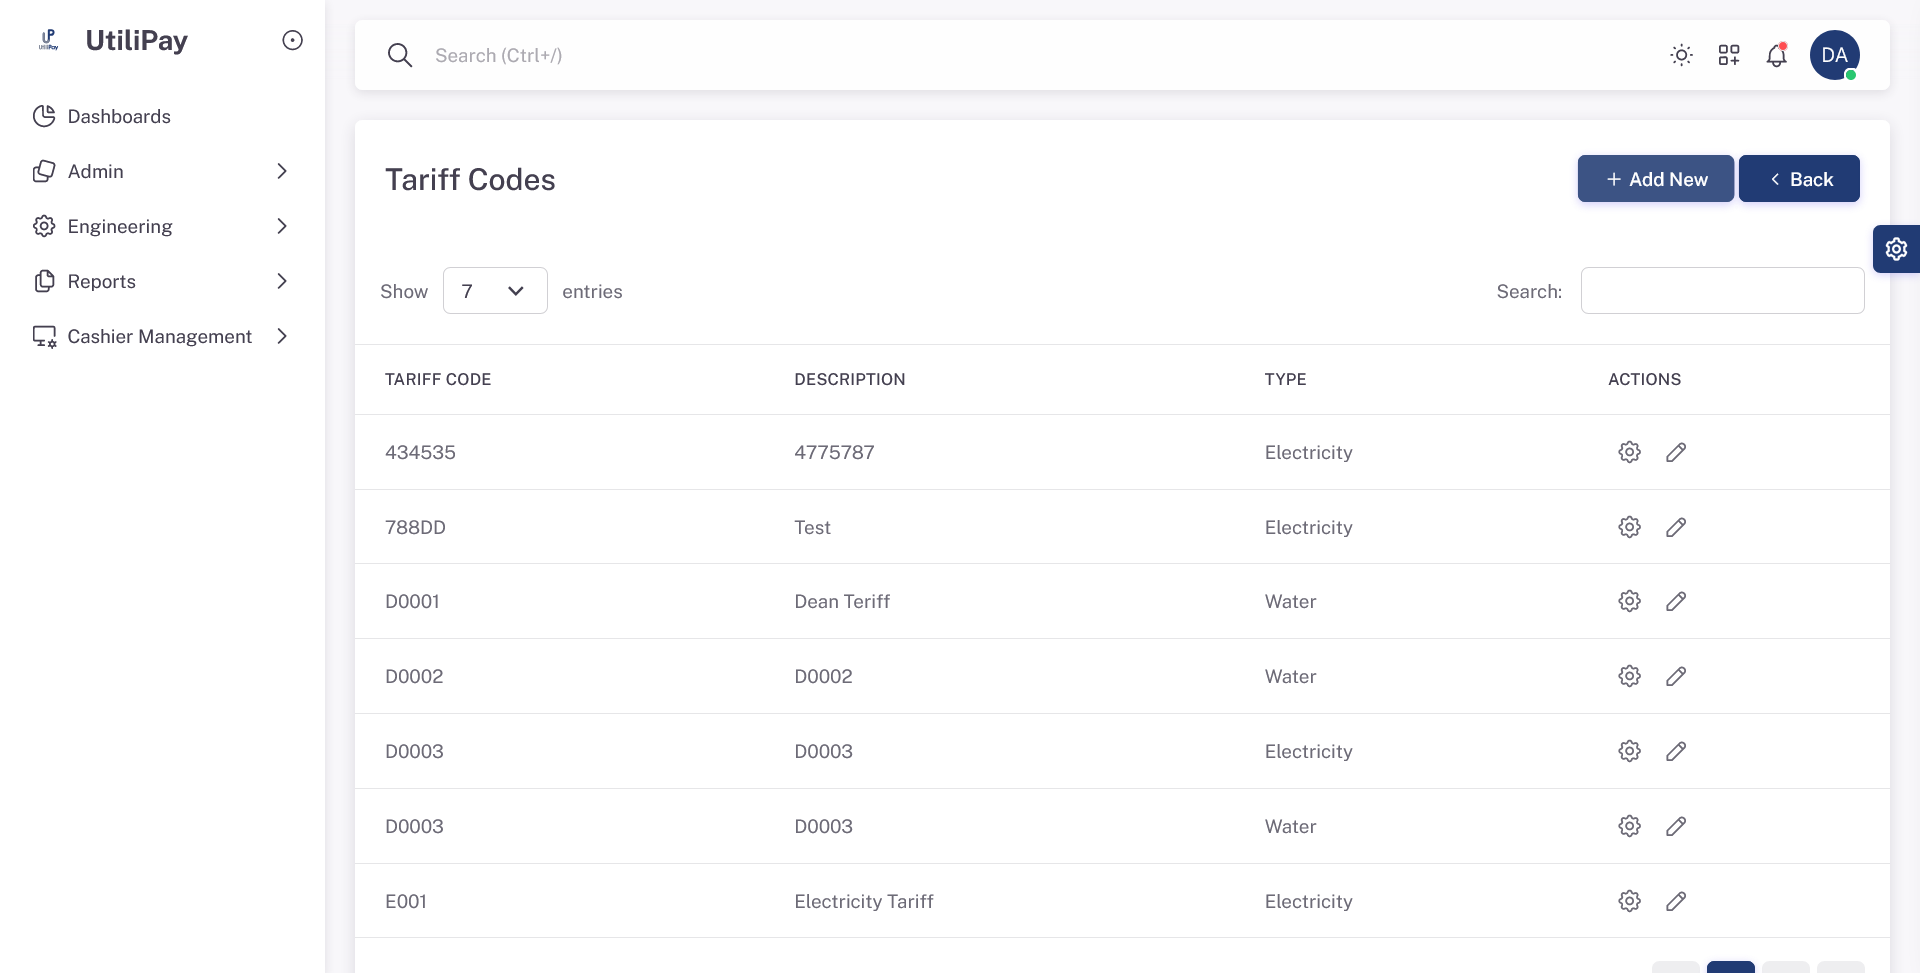 UP
UtiliPay
UtiliPay
Dashboards
Admin
Engineering
Reports
Cashier Management
Search (Ctrl+/)
DA
Tariff Codes
+ Add New
Back
Show 7 entries
Search:
TARIFF CODE DESCRIPTION TYPE ACTIONS
434535 4775787 Electricity
788DD Test Electricity
D0001 Dean Teriff Water
D0002 D0002 Water
D0003 D0003 Electricity
D0003 D0003 Water
E001 Electricity Tariff Electricity